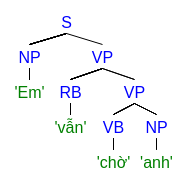 S
NP VP
'Em' RB VP
'vẫn' VB NP
'chờ' 'anh'